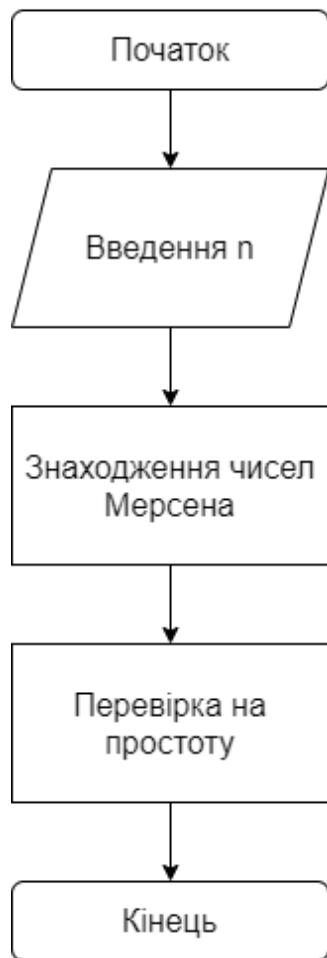 Початок
Введення n
Знаходження чисел
Мерсена
Перевірка на
простоту
Кінець